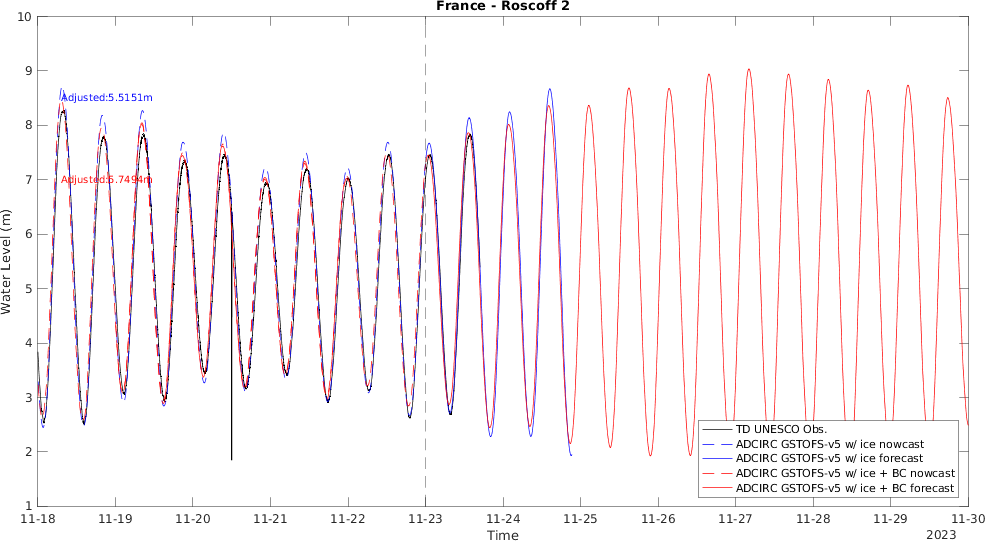 France - Roscoff 2
Water Level (m)
10
9
8
7
6
5
4
3
2
1
Adjusted:5.5151m
Adjusted:5.7494m
TD UNESCO Obs.
ADCIRC GSTOFS-v5 w/ ice nowcast
ADCIRC GSTOFS-v5 w/ ice forecast
ADCIRC GSTOFS-v5 w/ ice + BC nowcast
ADCIRC GSTOFS-v5 w/ ice + BC forecast
11-18 11-19 11-20 11-21 11-22 11-23 11-24 11-25 11-26 11-27 11-28 11-29 11-30
Time
2023